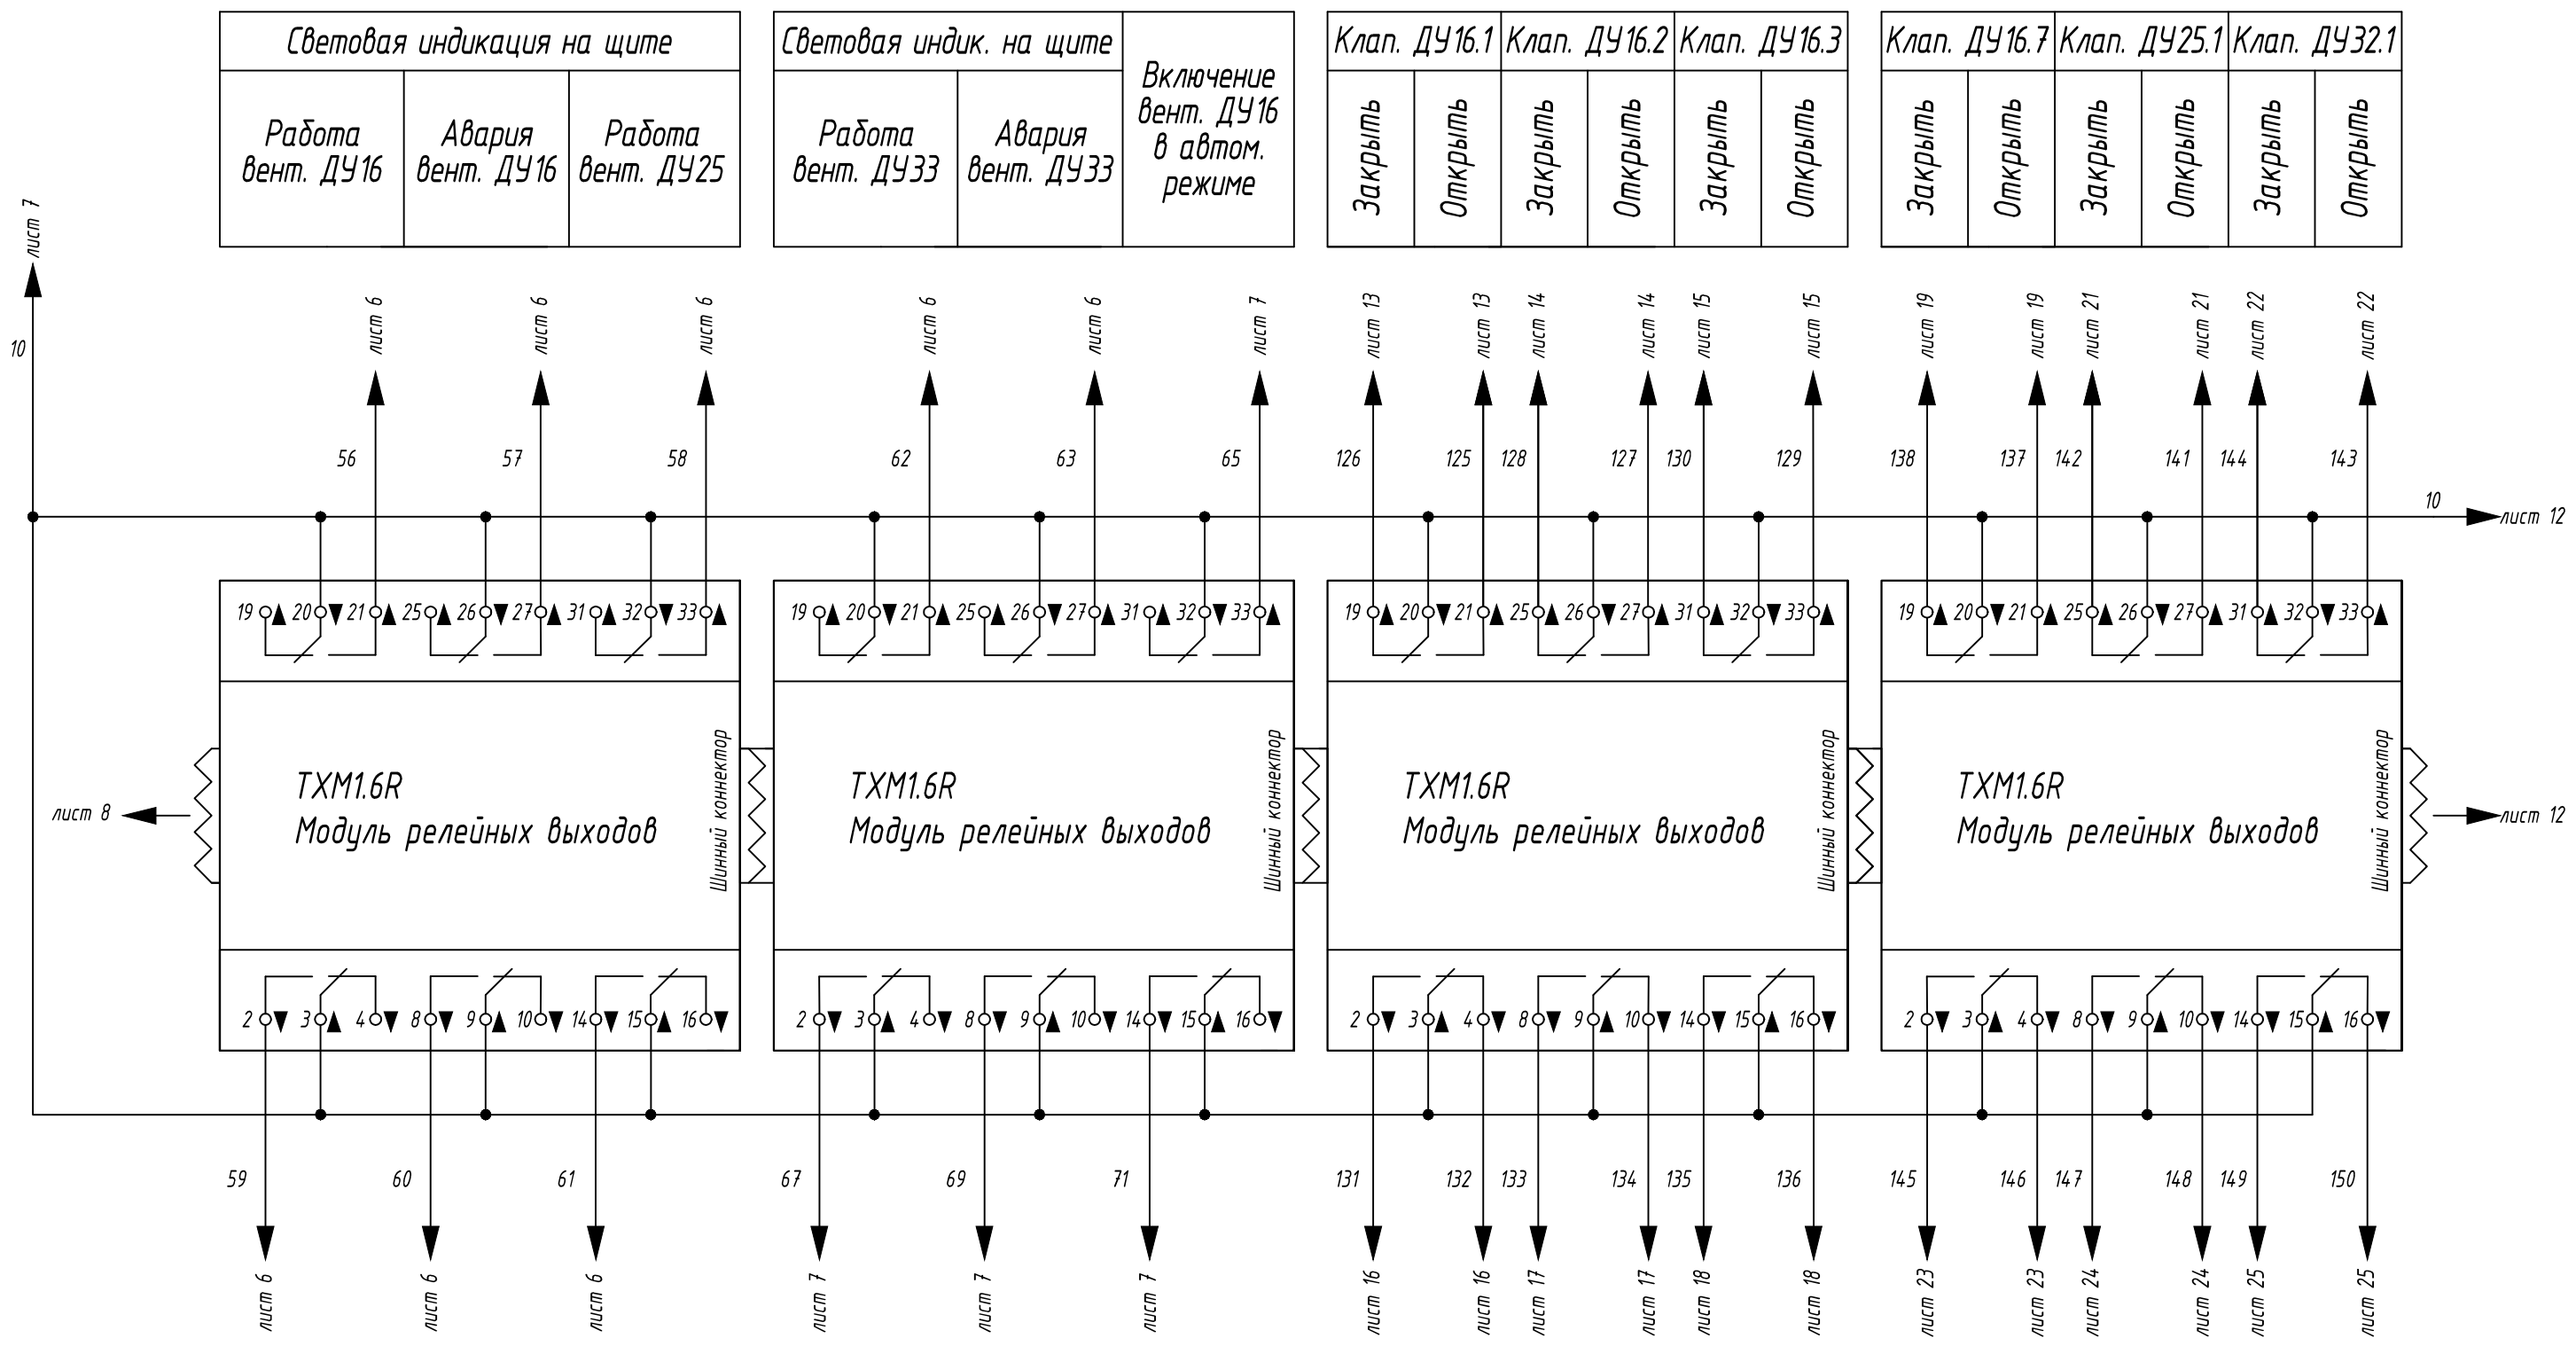 Световая индикация на щите
Работа
вент. ДУ16
Авария
вент. ДУ16
Работа
вент. ДУ25
Световая индик. на щите
Работа
вент. ДУ33
Авария
вент. ДУ33
Включение
вент. ДУ16
в автом.
режиме
Клап. ДУ16.1
Клап. ДУ16.2
Клап. ДУ16.3
Закрыть
Открыть
Закрыть
Открыть
Закрыть
Открыть
Клап. ДУ16.7
Клап. ДУ25.1
Клап. ДУ32.1
Закрыть
Открыть
Закрыть
Открыть
Закрыть
Открыть
лист 7
10
лист 6
лист 6
лист 6
лист 6
лист 6
лист 7
лист 13
лист 13
лист 14
лист 14
лист 15
лист 15
лист 19
лист 19
лист 21
лист 21
лист 22
лист 22
56
57
58
62
63
65
126
125
128
127
130
129
138
137
142
141
144
143
10
лист 12
19 20 21 25 26 27 31 32 33
19 20 21 25 26 27 31 32 33
19 20 21 25 26 27 31 32 33
19 20 21 25 26 27 31 32 33
лист 8
TXM1.6R
Модуль релейных выходов
Шинный коннектор
TXM1.6R
Модуль релейных выходов
Шинный коннектор
TXM1.6R
Модуль релейных выходов
Шинный коннектор
TXM1.6R
Модуль релейных выходов
Шинный коннектор
лист 12
2 3 4 8 9 10 14 15 16
2 3 4 8 9 10 14 15 16
2 3 4 8 9 10 14 15 16
2 3 4 8 9 10 14 15 16
59
60
61
67
69
71
131
132
133
134
135
136
145
146
147
148
149
150
лист 6
лист 6
лист 6
лист 7
лист 7
лист 7
лист 16
лист 16
лист 17
лист 17
лист 18
лист 18
лист 23
лист 23
лист 24
лист 24
лист 25
лист 25